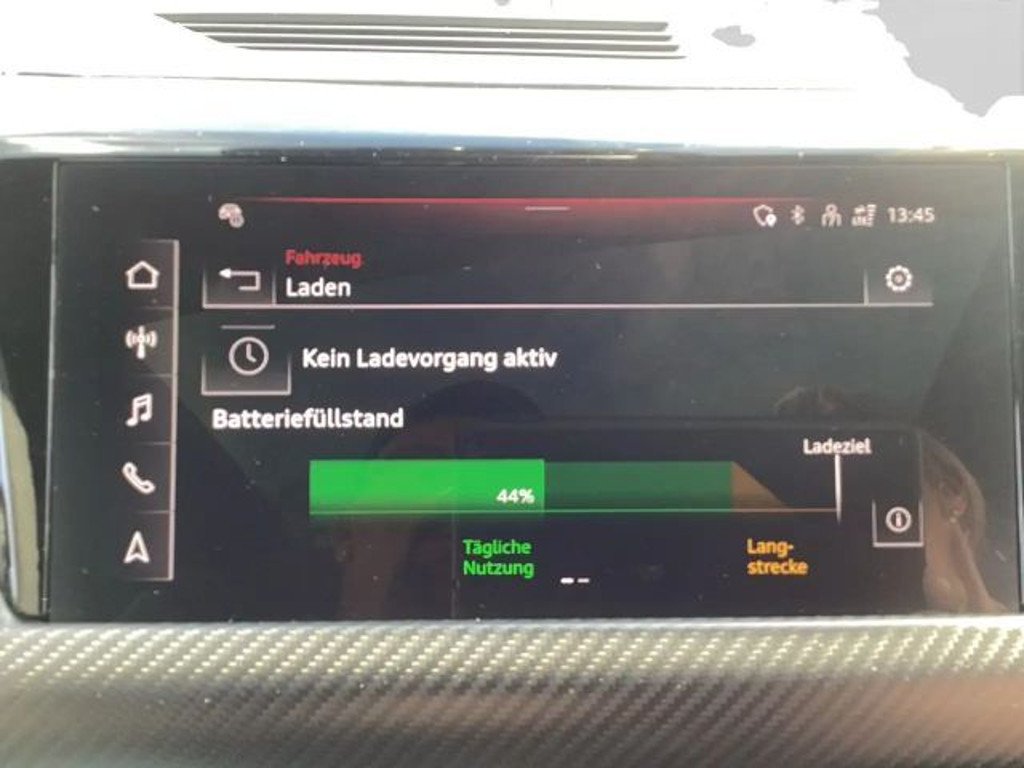 13:45
Fahrzeug
Laden
Kein Ladevorgang aktiv
Batteriefüllstand
Ladeziel
44%
Tägliche
Nutzung
Lang-
strecke